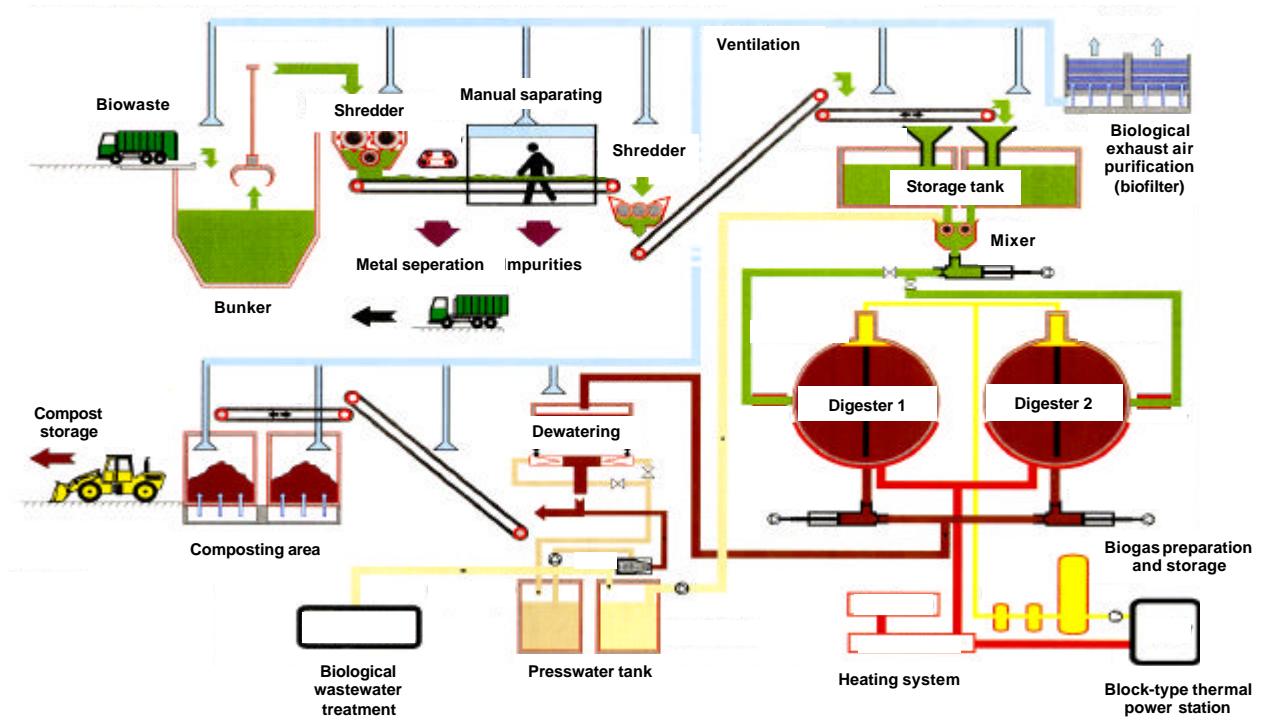 Ventilation
Biowaste
Shredder
Manual saparating
Shredder
Biological
exhaust air
purification
(biofilter)
Storage tank
Mixer
Metal seperation
Impurities
Bunker
Digester 1
Digester 2
Compost
storage
Dewatering
Composting area
Biogas preparation
and storage
Biological
wastewater
treatment
Presswater tank
Heating system
Block-type thermal
power station